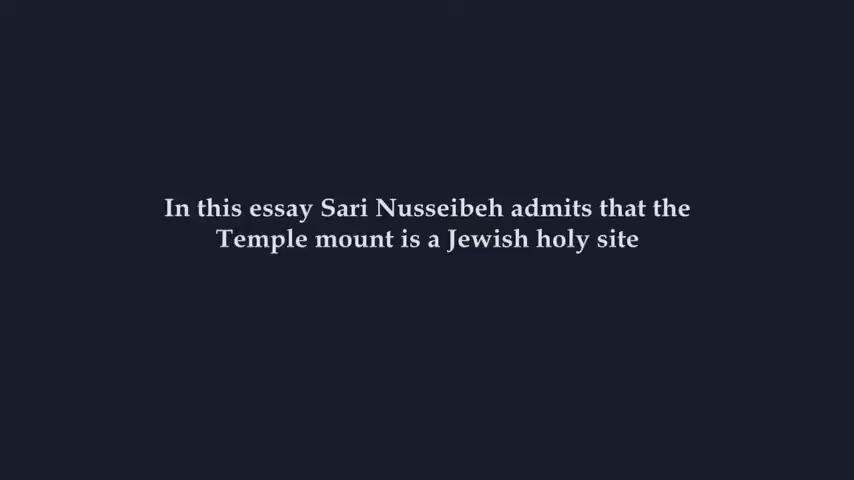 In this essay Sari Nusseibeh admits that the
Temple mount is a Jewish holy site